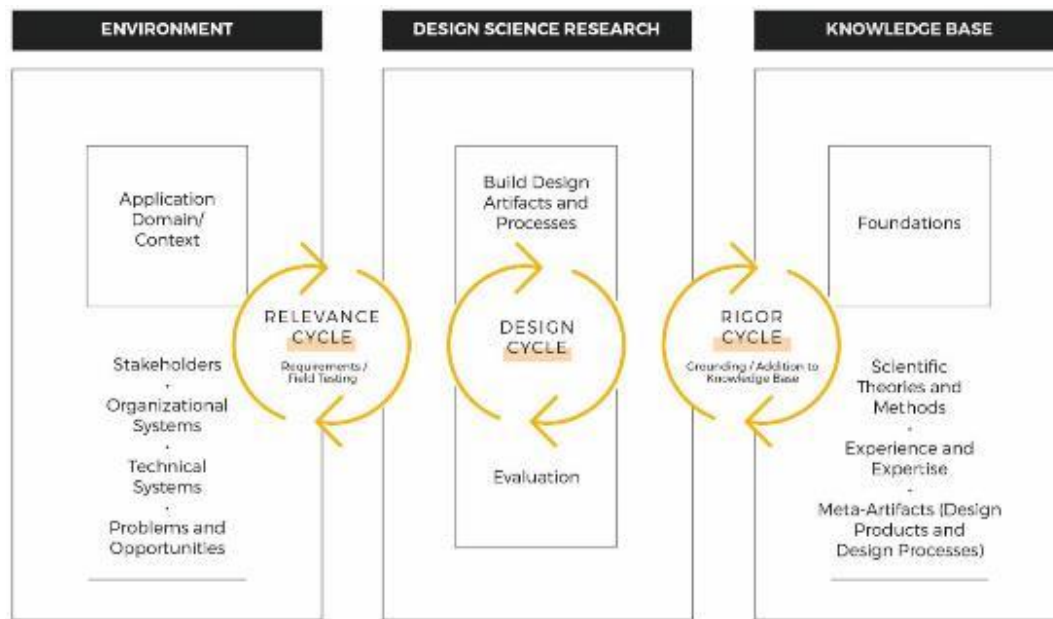 ENVIRONMENT
DESIGN SCIENCE RESEARCH
KNOWLEDGE BASE
Application
Domain/
Context
Stakeholders
Organizational
Systems
Technical
Systems
Problems and
Opportunities
RELEVANCE
CYCLE
Requirements /
Field Testing
Build Design
Artifacts and
Processes
DESIGN
CYCLE
Evaluation
RIGOR
CYCLE
Grounding / Addition to
Knowledge Base
Foundations
Scientific
Theories and
Methods
Experience and
Expertise
Meta-Artifacts (Design
Products and
Design Processes)